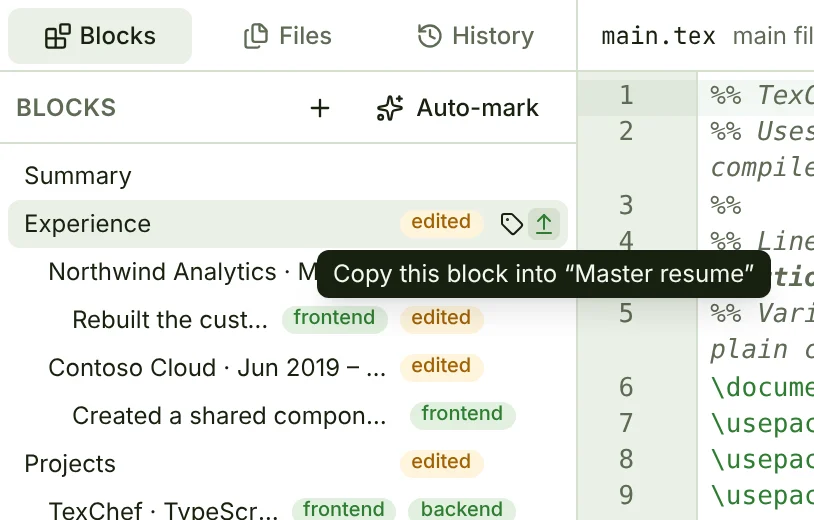 Blocks Files History main.tex main fil
BLOCKS + Auto-mark
Summary
Experience edited
Northwind Analytics · M
Copy this block into “Master resume”
Rebuilt the cust... frontend edited
Contoso Cloud · Jun 2019 – ... edited
Created a shared compon... frontend
Projects edited
TexChef · TypeScr... frontend backend
1 %% TexC
2 %% Uses
compile
3 %%
4 %% Line
tio
5 %% Vari
plain c
6 \docume
7 \usepac
8 \usepac
9 \usepac